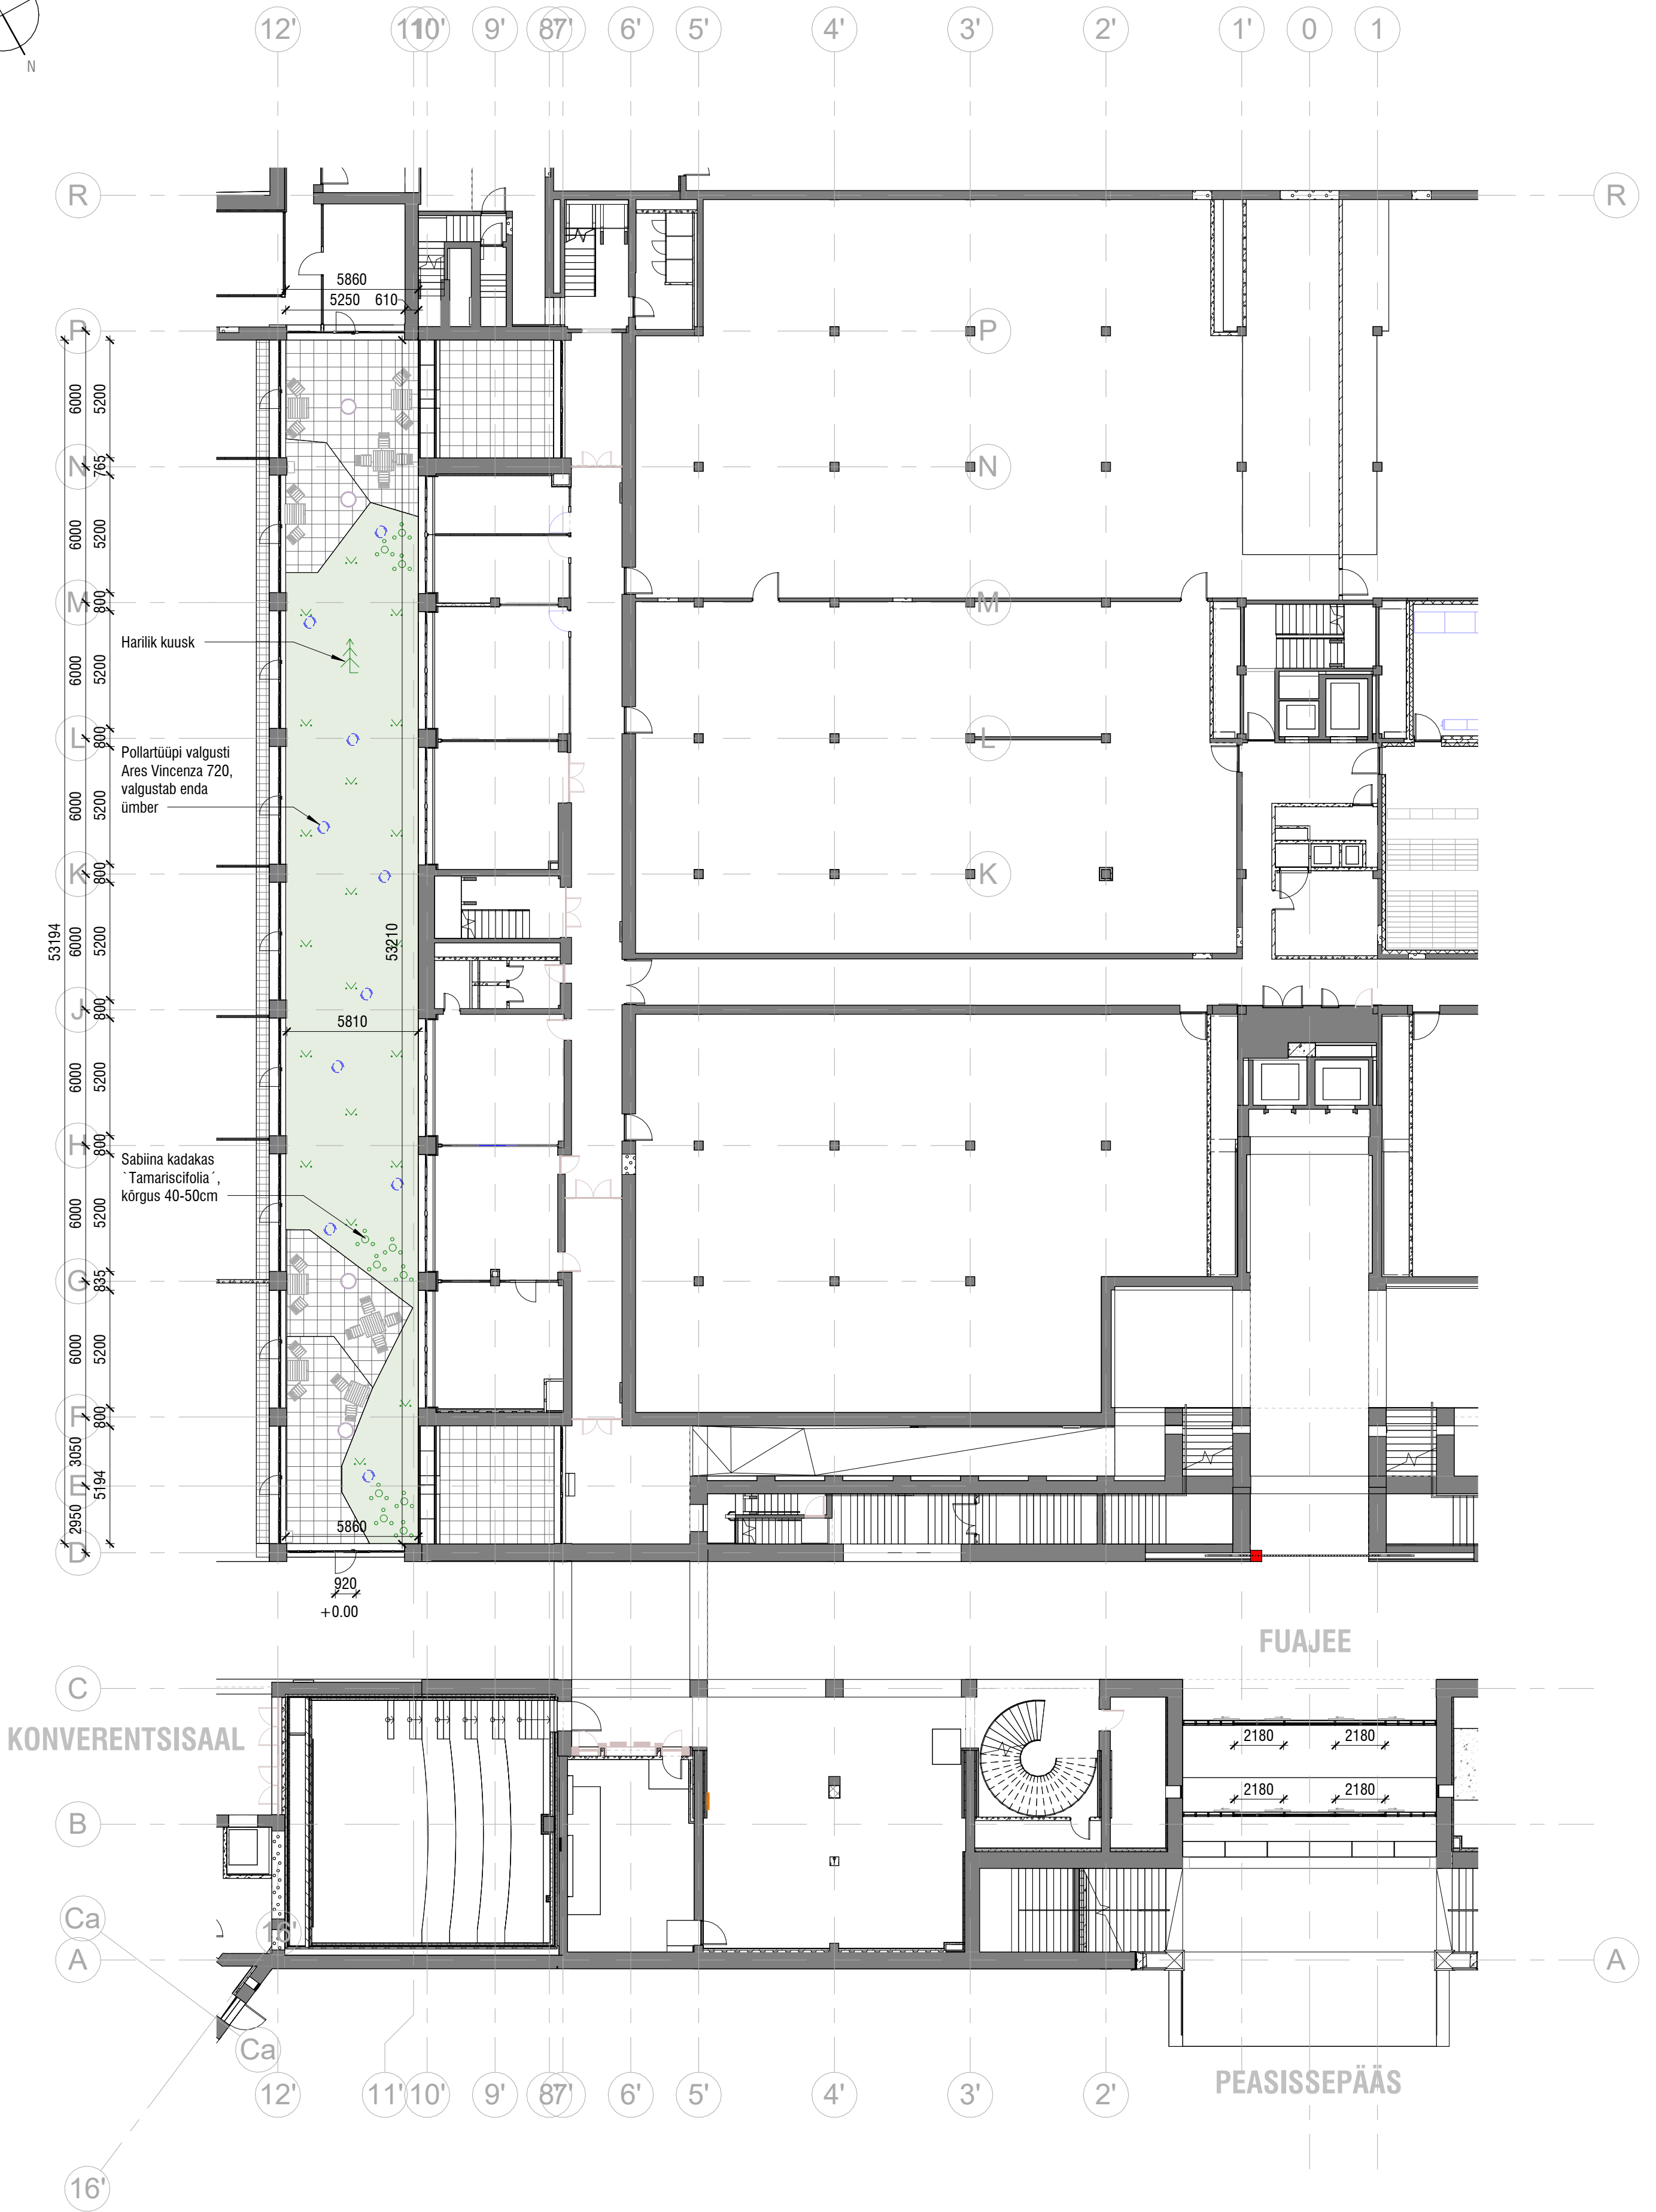 12' 11' 10' 9' 8' 7' 6' 5' 4' 3' 2' 1' 0 1
N
R R
5860
5250 610
P P
6000 5200
N N
765
6000 5200
M M
800
Harilik kuusk
6000 5200
L L
800
Pollartüüpi valgusti
Ares Vincenza 720,
valgustab enda
ümber
6000 5200
K K
800
53194 6000 5200 53210
J
800
5810
6000 5200
H
800
Sabiina kadakas
`Tamariscifolia´,
kõrgus 40-50cm
6000 5200
G
835
6000 5200
F
800
3050
E
5194
2950
5860
D
920
+0.00
FUAJEE
C
KONVERENTSISAAL
2180 2180
2180 2180
B
Ca
16'
A A
Ca
PEASISSEPÄÄS
12' 11' 10' 9' 8' 7' 6' 5' 4' 3' 2'
16'